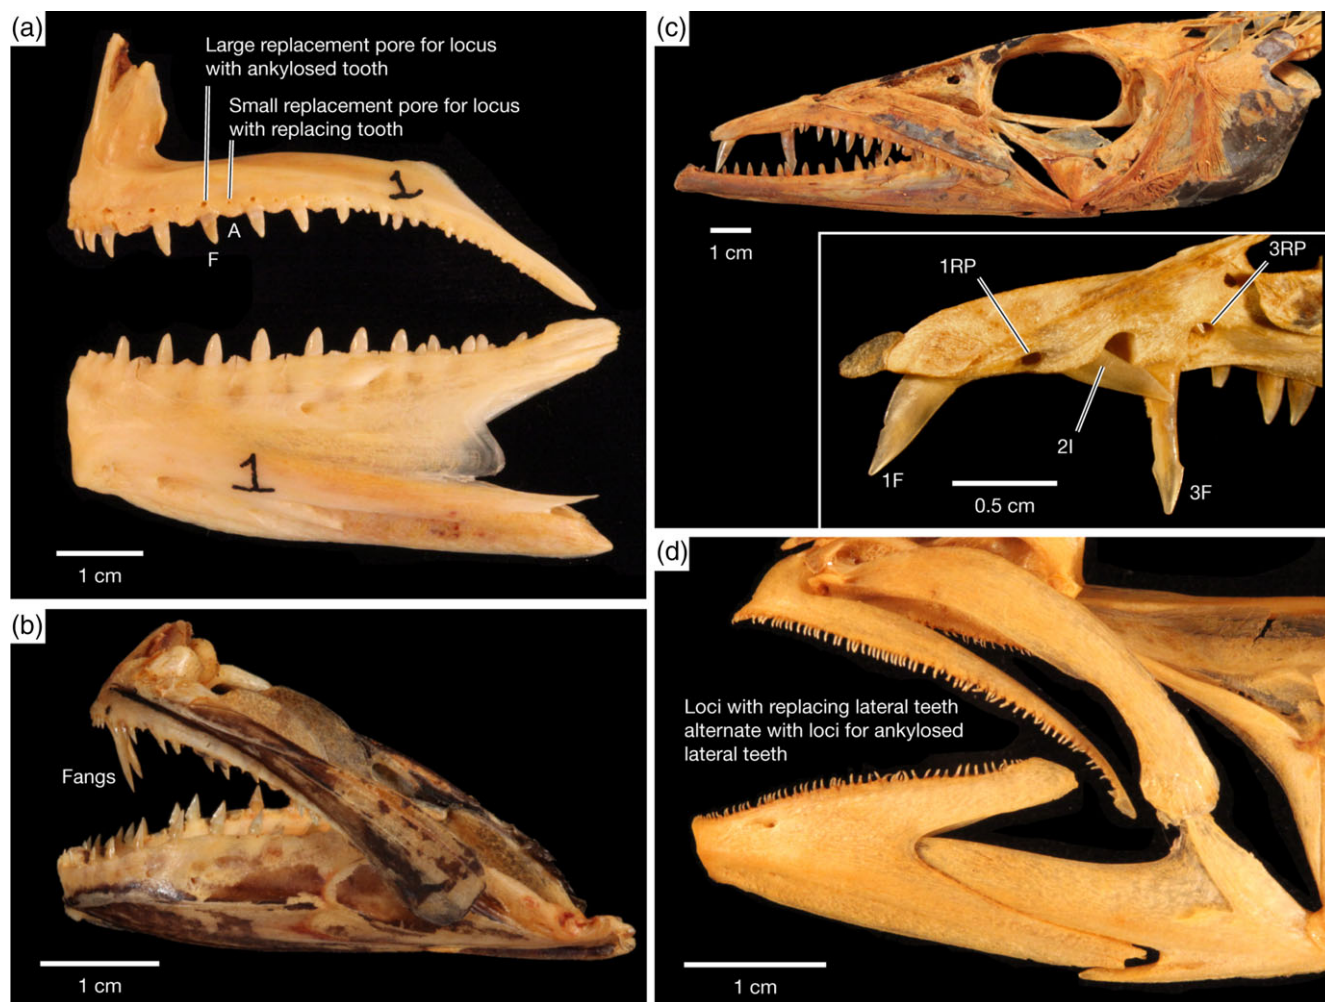 (a)
Large replacement pore for locus
with ankylosed tooth
Small replacement pore for locus
with replacing tooth
A
F
1
1
1 cm
(b)
Fangs
1 cm
(c)
1 cm
1RP
3RP
2I
1F
3F
0.5 cm
(d)
Loci with replacing lateral teeth
alternate with loci for ankylosed
lateral teeth
1 cm